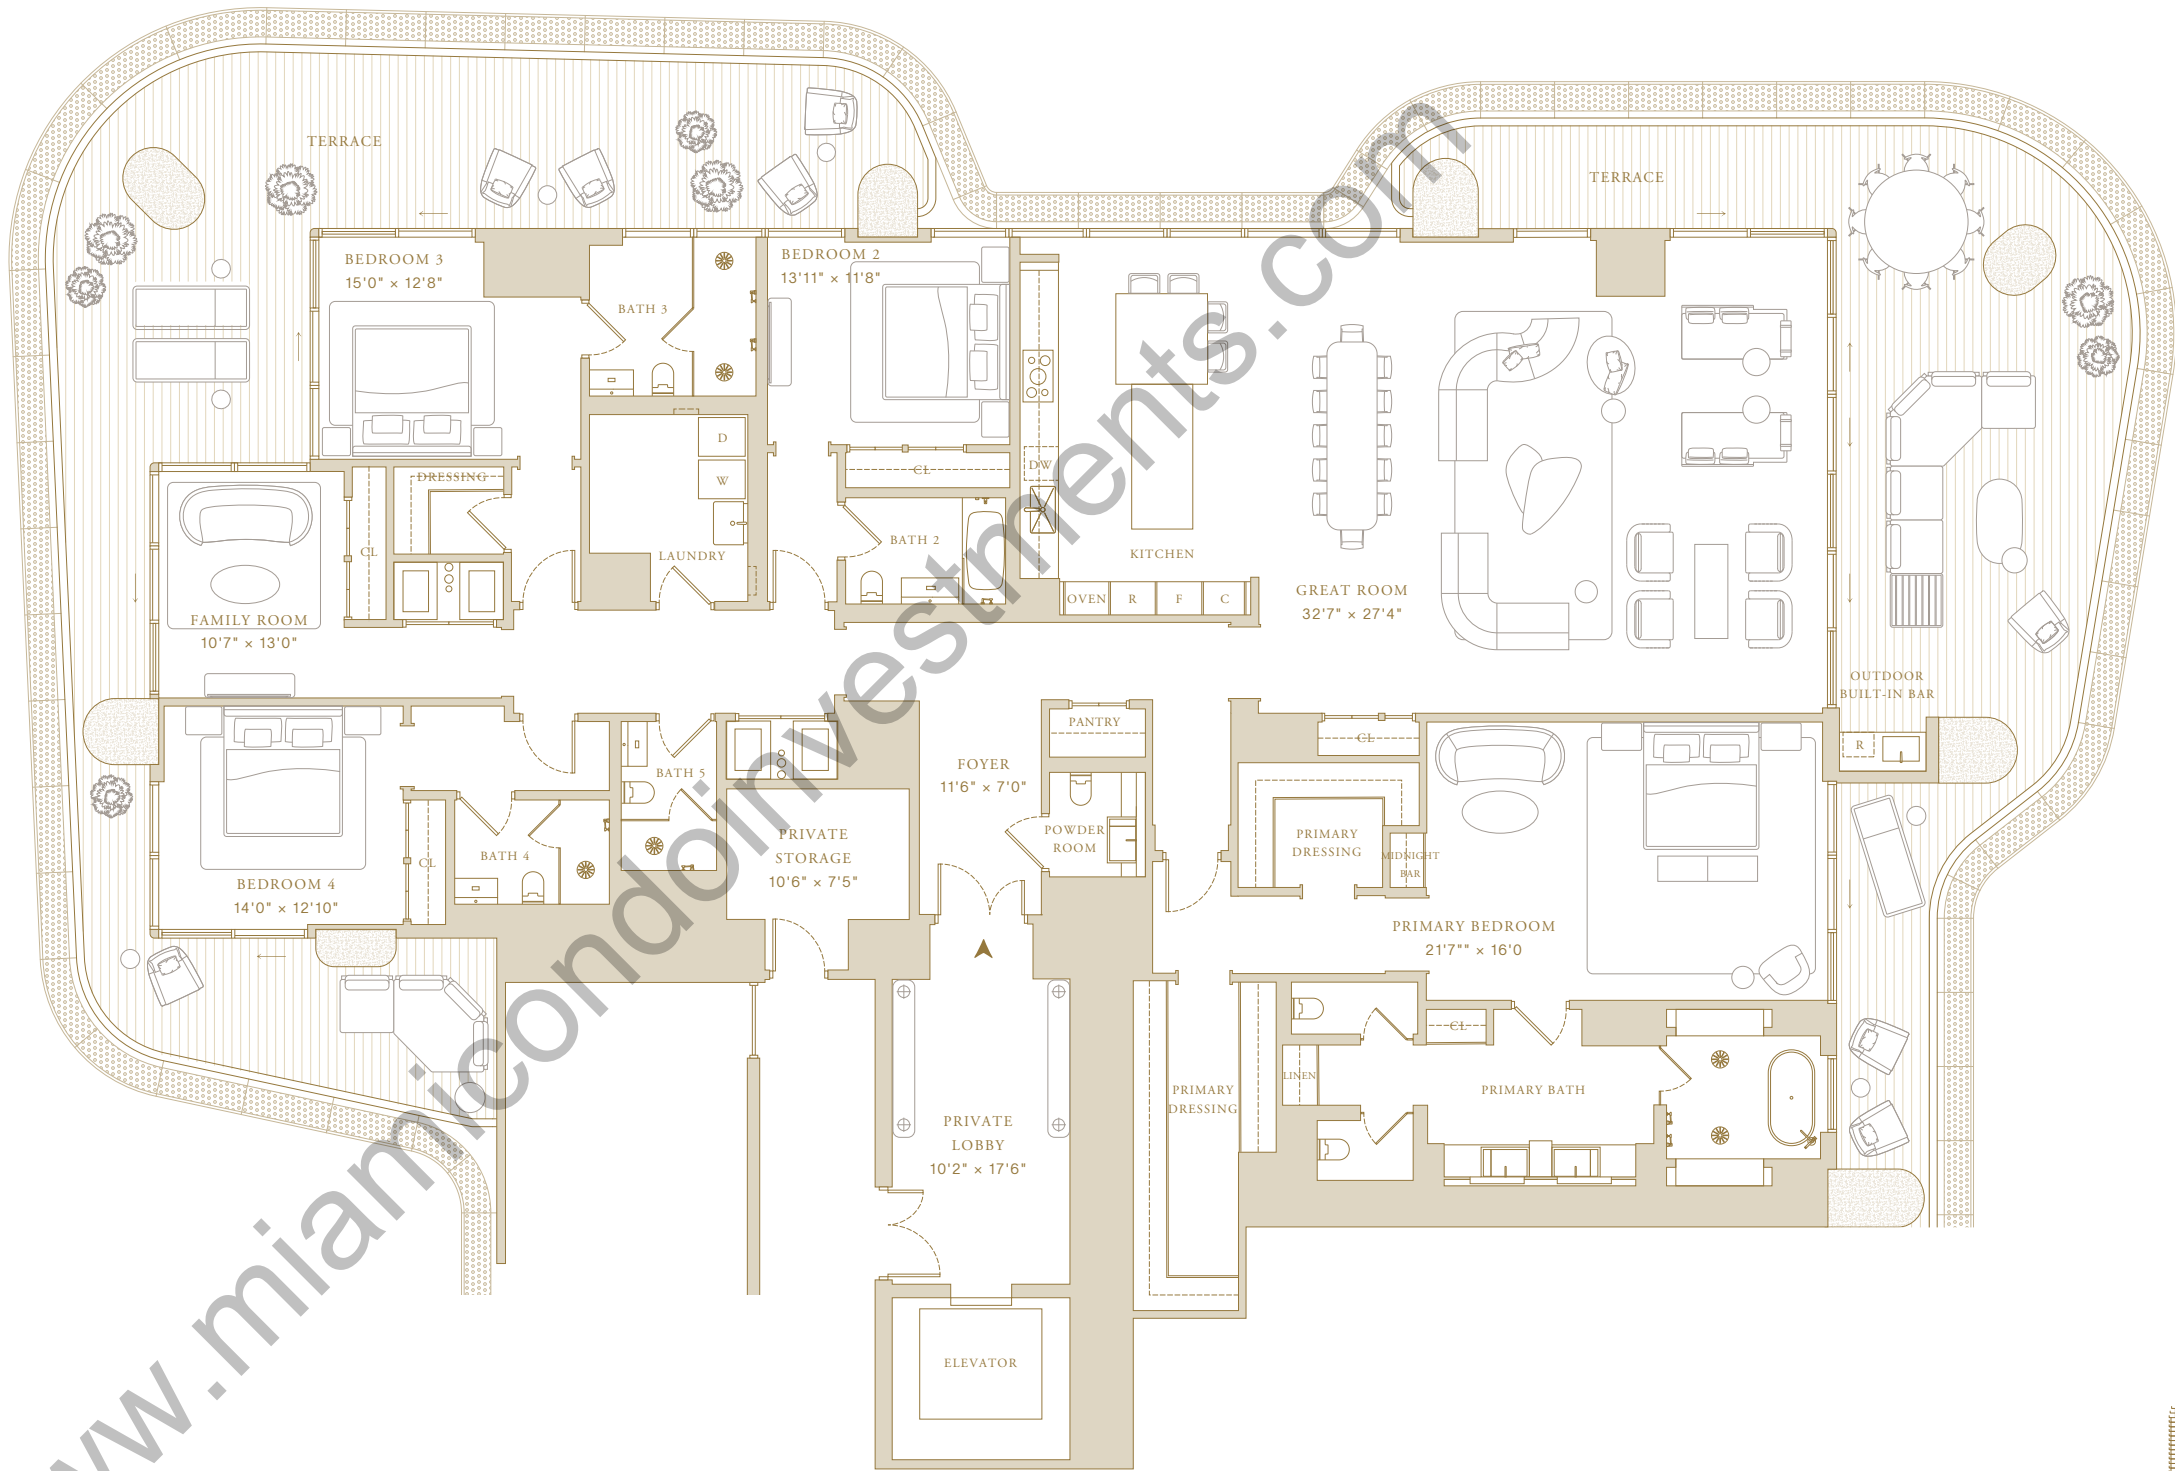 TERRACE
TERRACE
BEDROOM 3
15'0" × 12'8"
BATH 3
BEDROOM 2
13'11" × 11'8"
DRESSING
CL
D
W
LAUNDRY
CL
BATH 2
DW
KITCHEN
OVEN
R
F
C
GREAT ROOM
32'7" × 27'4"
FAMILY ROOM
10'7" × 13'0"
OUTDOOR
BUILT-IN BAR
R
BEDROOM 4
14'0" × 12'10"
CL
BATH 4
BATH 5
PRIVATE
STORAGE
10'6" × 7'5"
FOYER
11'6" × 7'0"
PANTRY
POWDER
ROOM
CL
PRIMARY
DRESSING
MIDNIGHT
BAR
PRIMARY BEDROOM
21'7"" × 16'0
CL
LINEN
PRIMARY BATH
PRIMARY
DRESSING
PRIVATE
LOBBY
10'2" × 17'6"
ELEVATOR
www.miamicondoinvestments.com